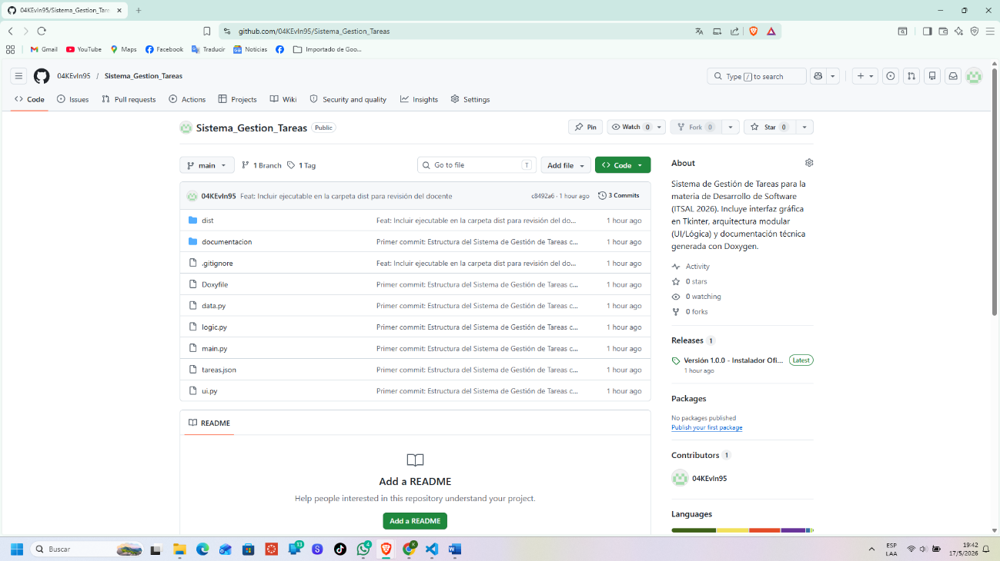 04KEvIn95/Sistema_Gestion_Tare
github.com/04KEvIn95/Sistema_Gestion_Tareas
Gmail YouTube Maps Facebook Traducir Noticias Importado de Goo...
04KEvIn95 / Sistema_Gestion_Tareas Type / to search
Code Issues Pull requests Actions Projects Wiki Security and quality Insights Settings
Sistema_Gestion_Tareas Public Pin Watch 0 Fork 0 Star 0
main 1 Branch 1 Tag Go to file T Add file Code
04KEvIn95 Feat: Incluir ejecutable en la carpeta dist para revisión del docente c8492a6 · 1 hour ago 3 Commits
dist Feat: Incluir ejecutable en la carpeta dist para revisión del do... 1 hour ago
documentacion Primer commit: Estructura del Sistema de Gestión de Tareas c... 1 hour ago
.gitignore Feat: Incluir ejecutable en la carpeta dist para revisión del do... 1 hour ago
Doxyfile Primer commit: Estructura del Sistema de Gestión de Tareas c... 1 hour ago
data.py Primer commit: Estructura del Sistema de Gestión de Tareas c... 1 hour ago
logic.py Primer commit: Estructura del Sistema de Gestión de Tareas c... 1 hour ago
main.py Primer commit: Estructura del Sistema de Gestión de Tareas c... 1 hour ago
tareas.json Primer commit: Estructura del Sistema de Gestión de Tareas c... 1 hour ago
ui.py Primer commit: Estructura del Sistema de Gestión de Tareas c... 1 hour ago
README
Add a README
Help people interested in this repository understand your project.
Add a README
About
Sistema de Gestión de Tareas para la
materia de Desarrollo de Software
(ITSAL 2026). Incluye interfaz gráfica
en Tkinter, arquitectura modular
(UI/Lógica) y documentación técnica
generada con Doxygen.
Activity
0 stars
0 watching
0 forks
Releases 1
Versión 1.0.0 - Instalador Ofi... Latest
1 hour ago
Packages
No packages published
Publish your first package
Contributors 1
04KEvIn95
Languages
Buscar
13
4
K
ESP
LAA
19:42
17/5/2026